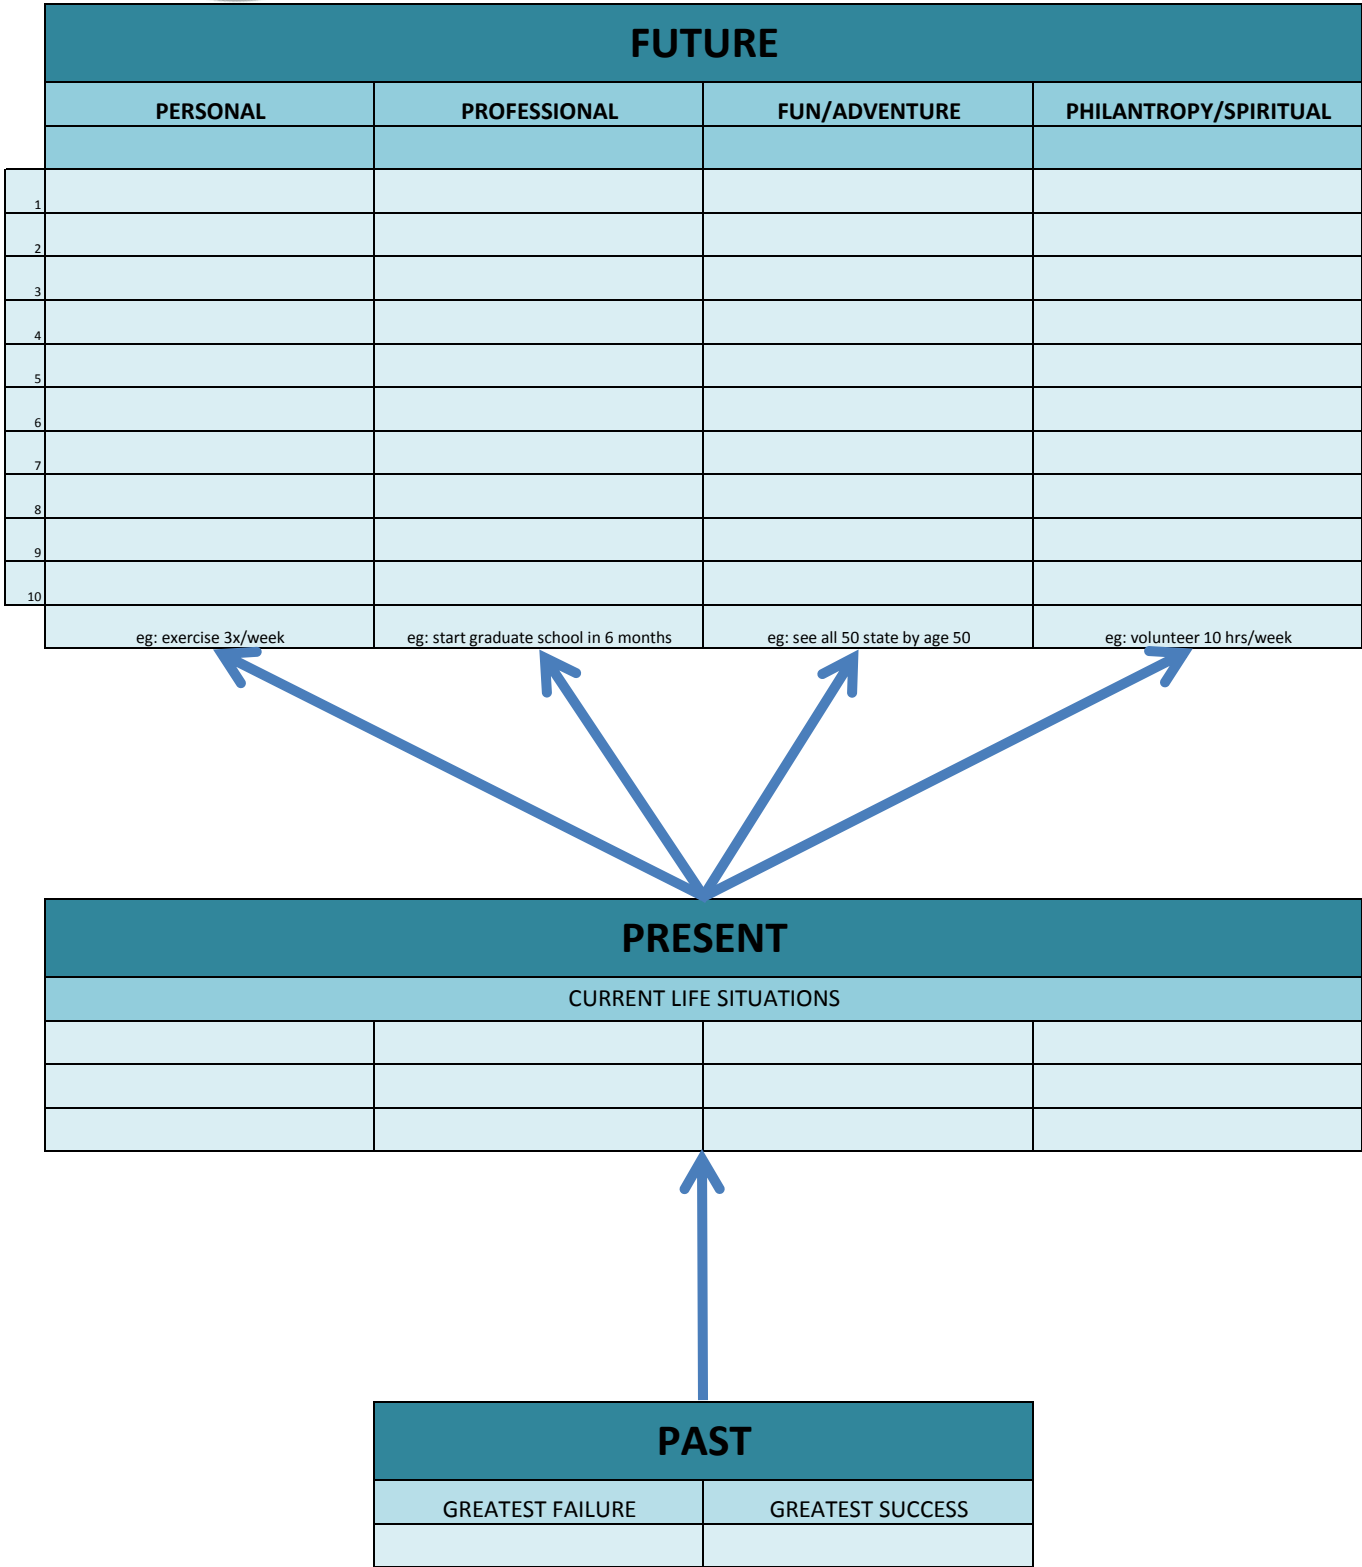 FUTURE
PERSONAL PROFESSIONAL FUN/ADVENTURE PHILANTROPY/SPIRITUAL
1
2
3
4
5
6
7
8
9
10
eg: exercise 3x/week eg: start graduate school in 6 months eg: see all 50 state by age 50 eg: volunteer 10 hrs/week
PRESENT
CURRENT LIFE SITUATIONS
PAST
GREATEST FAILURE GREATEST SUCCESS